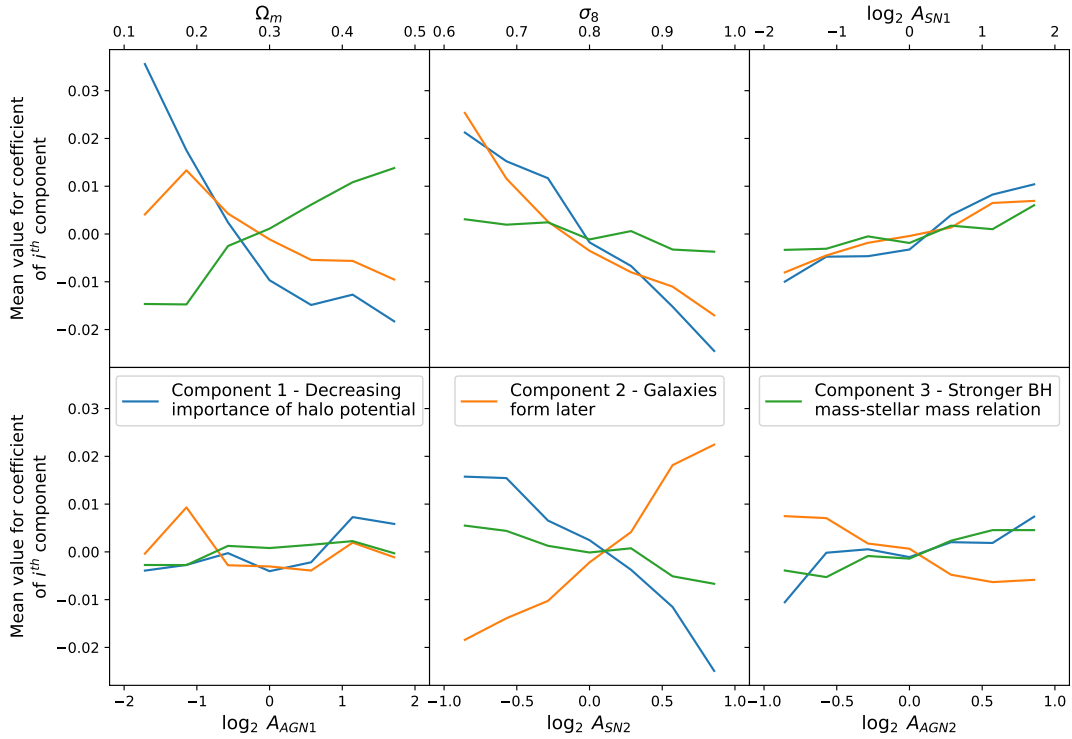 Ω_m σ_8 log_2 A_SN1
0.1 0.2 0.3 0.4 0.5 0.6 0.7 0.8 0.9 1.0 −2 −1 0 1 2
0.03
0.02
0.01
0.00
−0.01
−0.02
Mean value for coefficient
of i^th component
Component 1 - Decreasing
importance of halo potential
Component 2 - Galaxies
form later
Component 3 - Stronger BH
mass-stellar mass relation
0.03
0.02
0.01
0.00
−0.01
−0.02
Mean value for coefficient
of i^th component
−2 −1 0 1 2 −1.0 −0.5 0.0 0.5 1.0 −1.0 −0.5 0.0 0.5 1.0
log_2 A_AGN1 log_2 A_SN2 log_2 A_AGN2